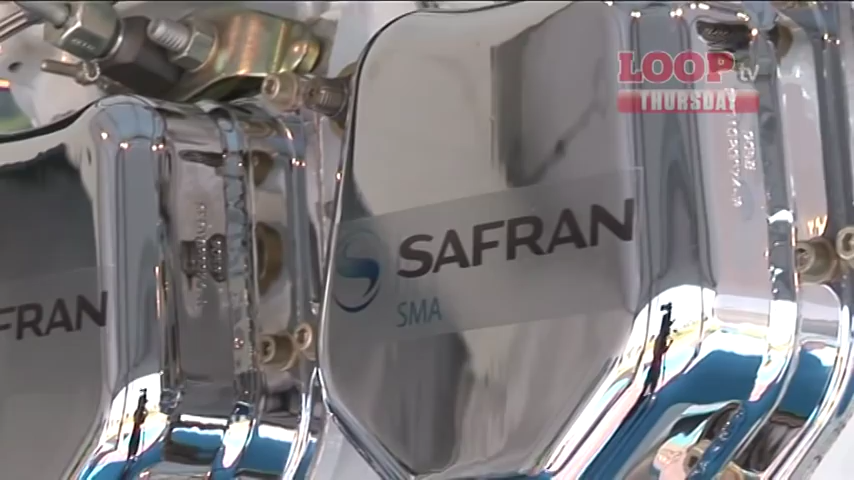 LOOP tv
THURSDAY
SAFRAN
SMA
FRAN